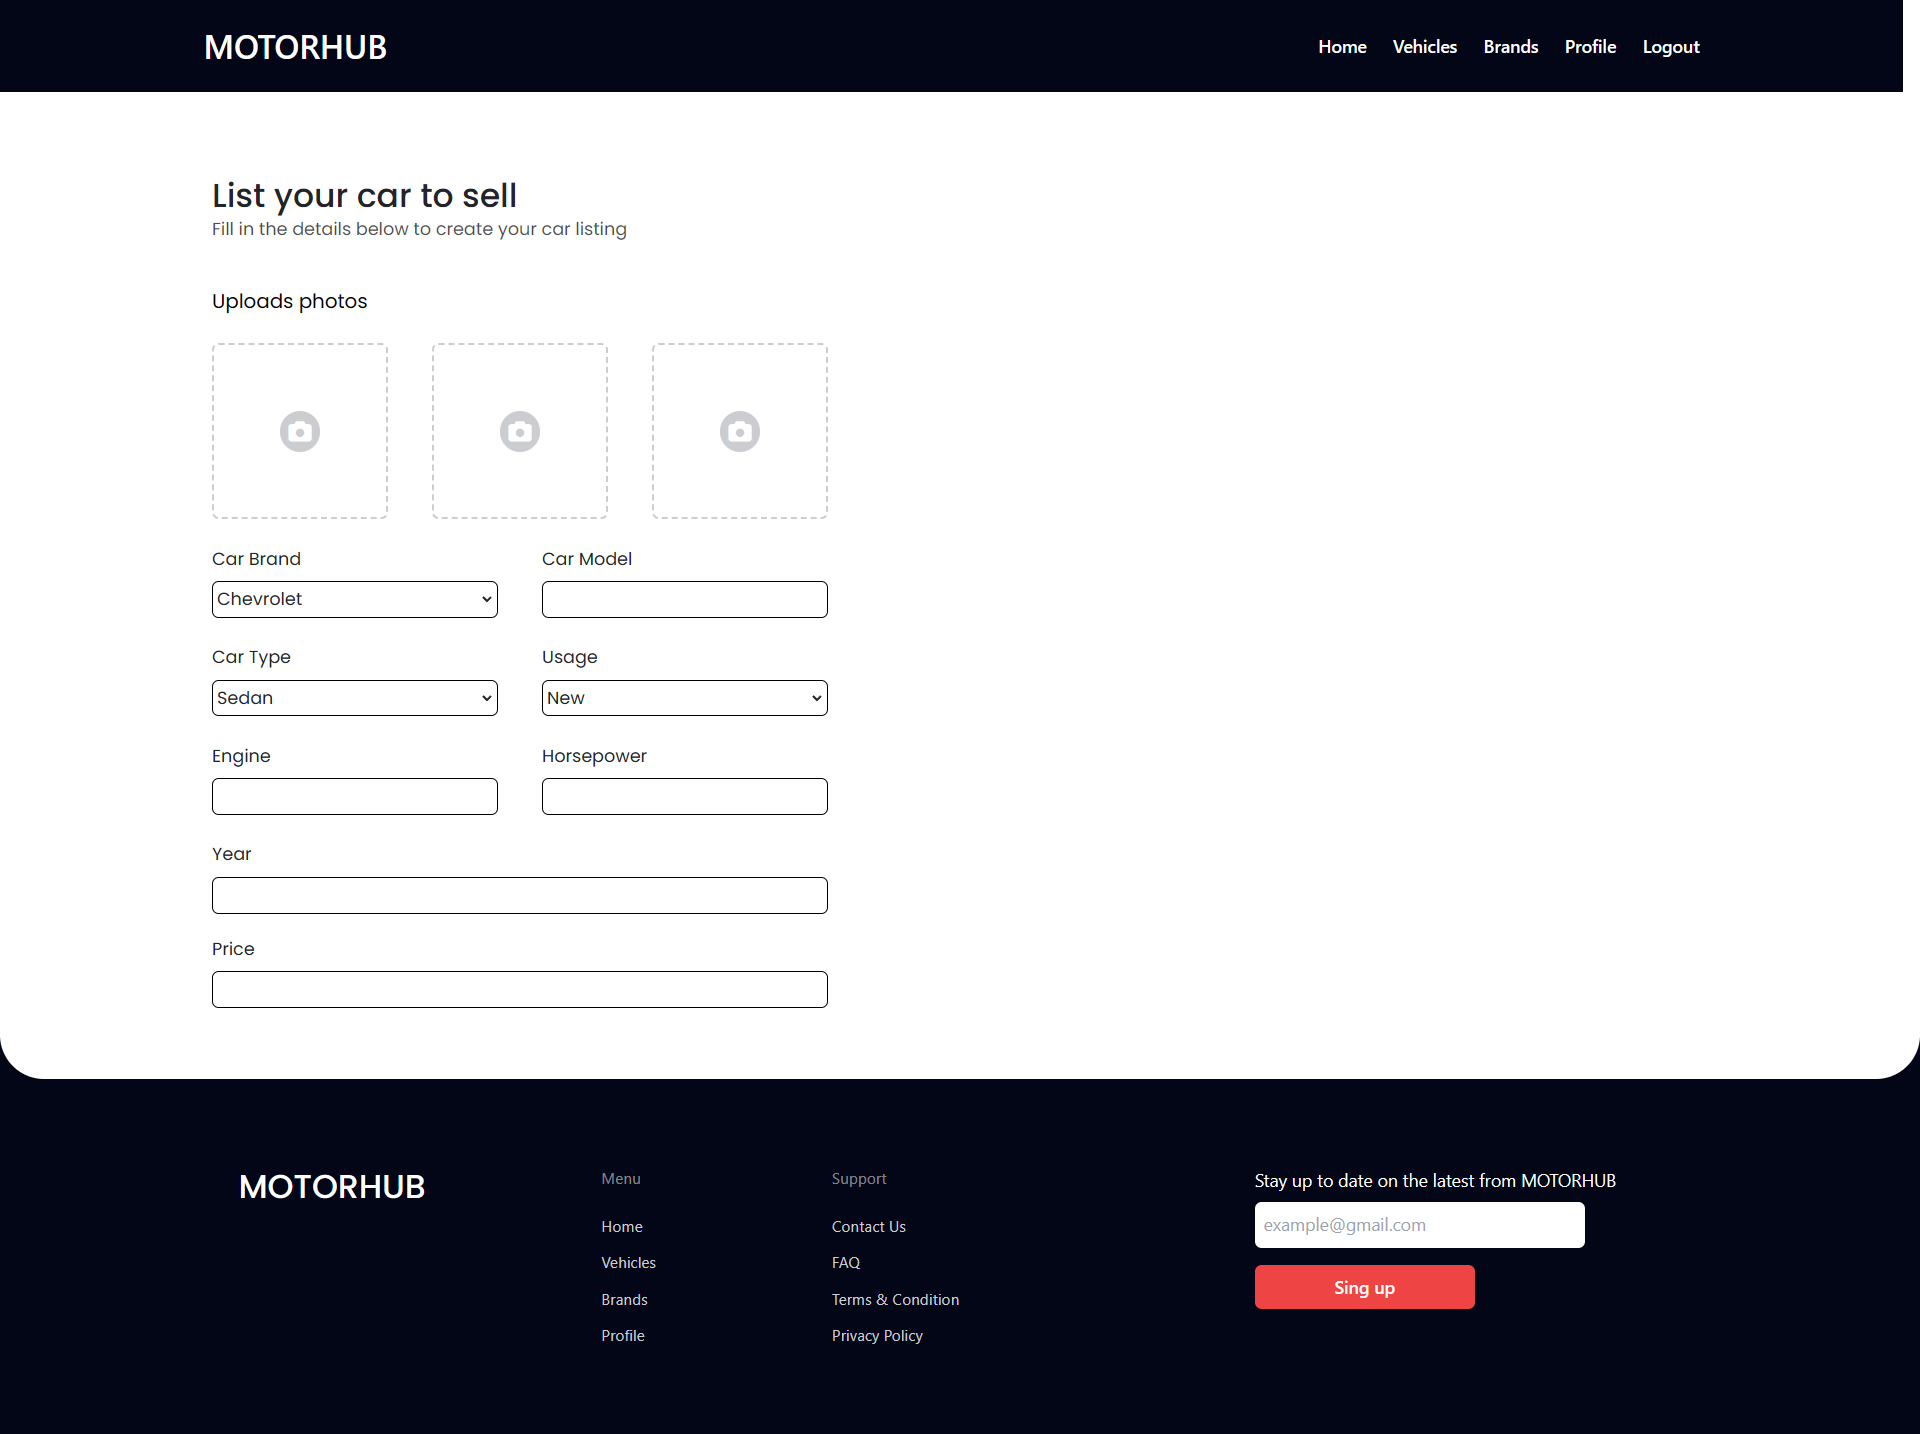 MOTORHUB
Home Vehicles Brands Profile Logout
List your car to sell
Fill in the details below to create your car listing
Uploads photos
Car Brand Car Model
Chevrolet
Car Type Usage
Sedan New
Engine Horsepower
Year
Price
MOTORHUB
Menu
Home
Vehicles
Brands
Profile
Support
Contact Us
FAQ
Terms & Condition
Privacy Policy
Stay up to date on the latest from MOTORHUB
example@gmail.com
Sing up